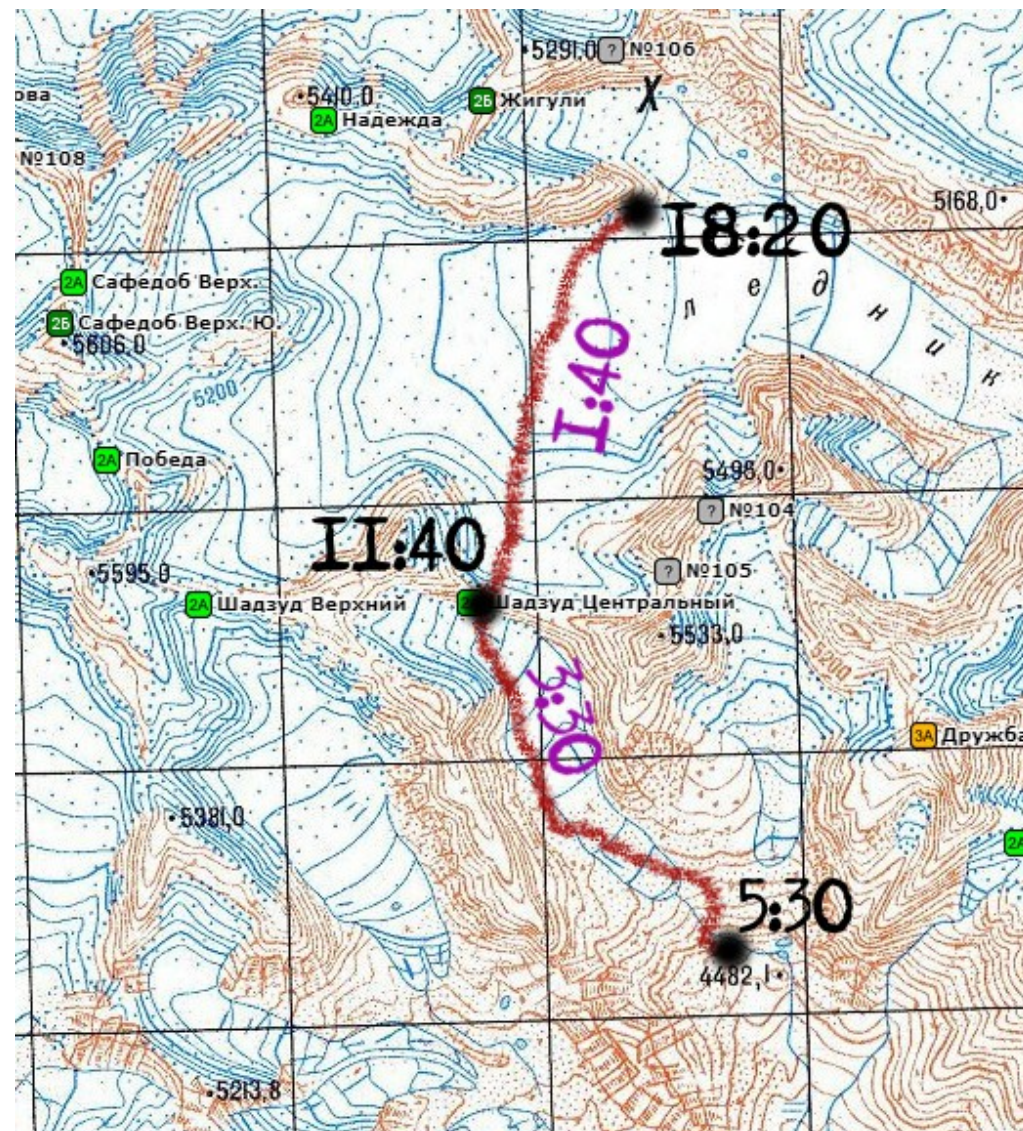 5291,0 ? №106
ова
5410,0
2Б Жигули
X
2А Надежда
№108
5168,0
18:20
2А Сафедоб Верх.
ледник
2Б Сафедоб Верх. Ю.
5606,0
1:40
5200
2А Победа
5498,0
? №104
11:40
5595,0
? №105
2А Шадзуд Верхний
Шадзуд Центральный
5533,0
3:30
3А Дружба
5381,0
2А
5:30
4482,1
5213,8